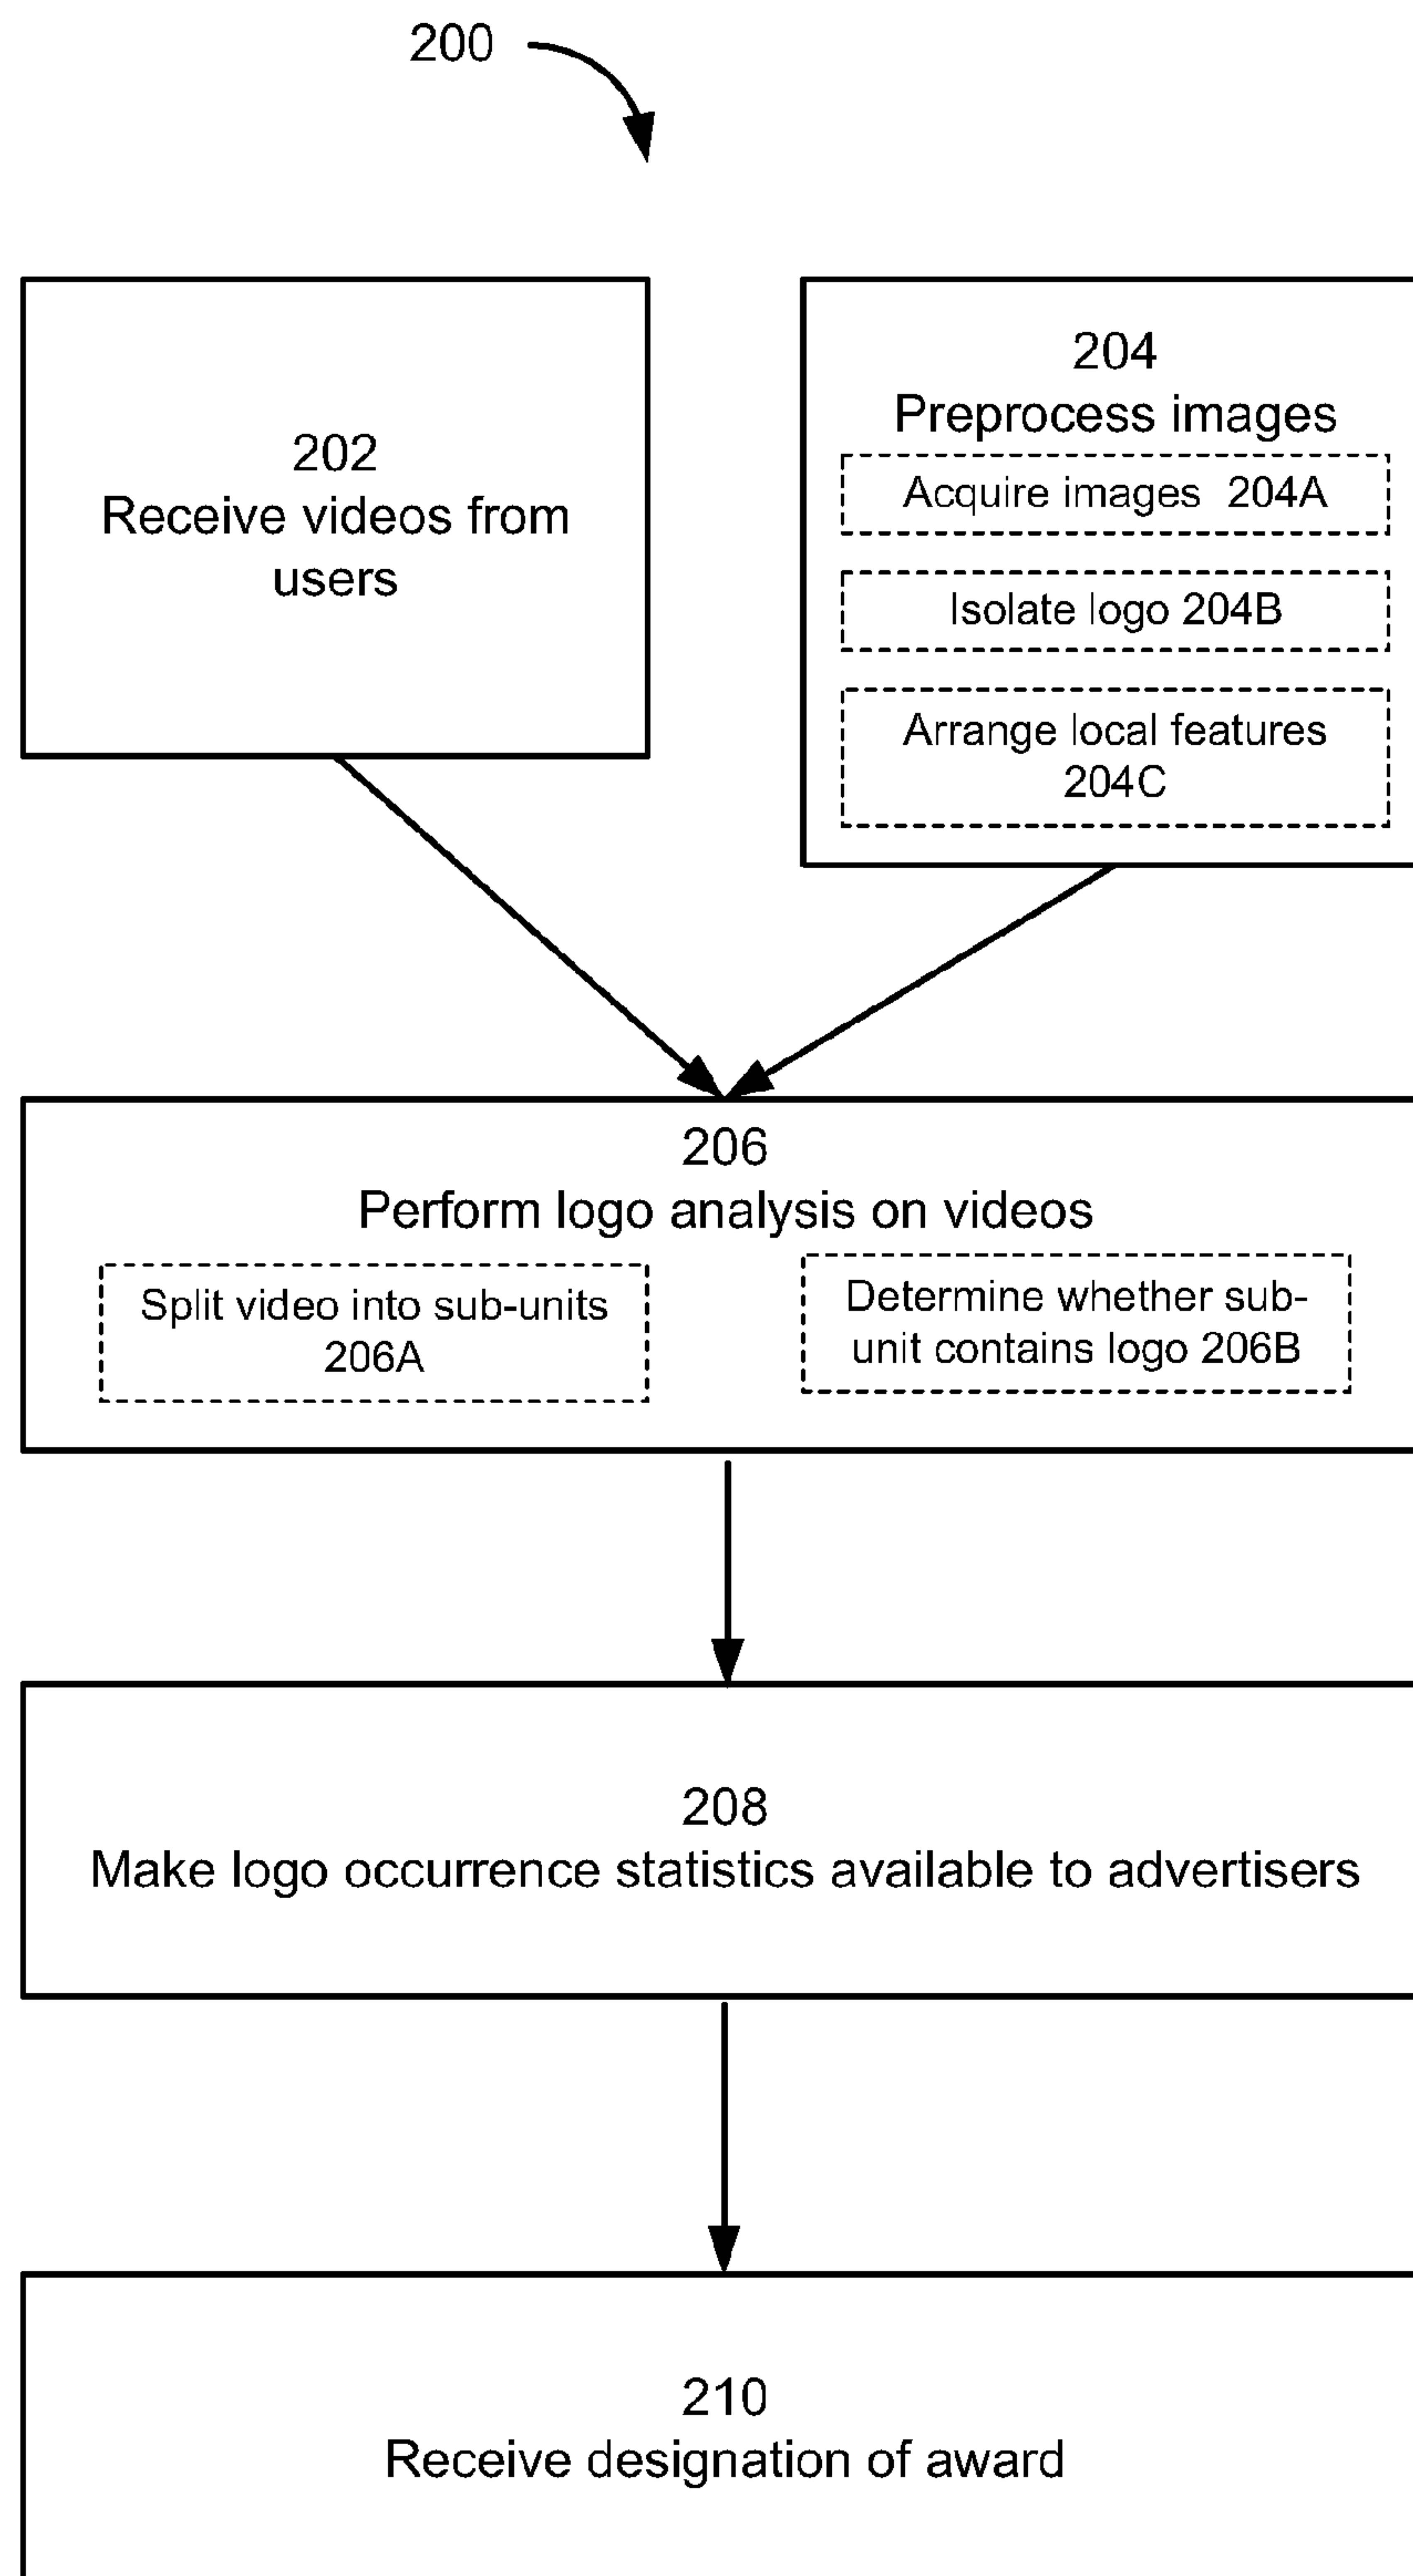 200
202
Receive videos from
users
204
Preprocess images
Acquire images 204A
Isolate logo 204B
Arrange local features
204C
206
Perform logo analysis on videos
Split video into sub-units
206A
Determine whether sub-
unit contains logo 206B
208
Make logo occurrence statistics available to advertisers
210
Receive designation of award